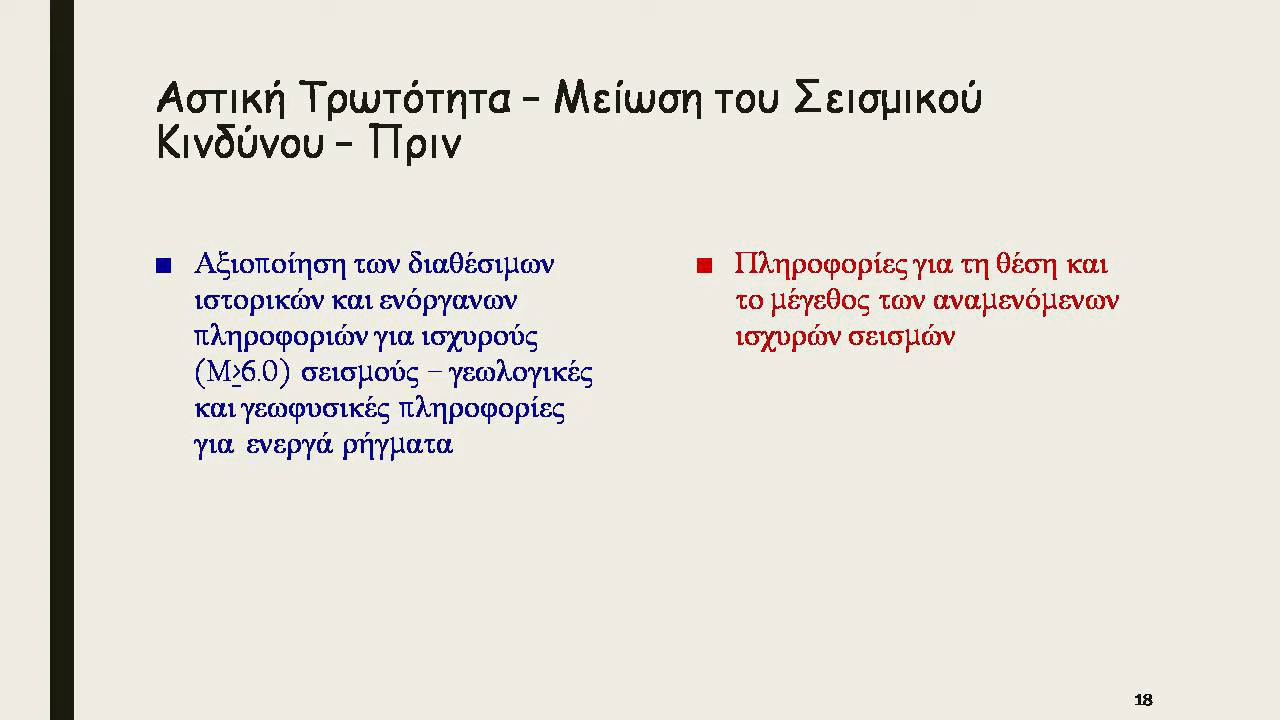 Αστική Τρωτότητα – Μείωση του Σεισμικού
Κινδύνου – Πριν
■ Αξιοποίηση των διαθέσιμων
ιστορικών και ενόργανων
πληροφοριών για ισχυρούς
(M≥6.0) σεισμούς – γεωλογικές
και γεωφυσικές πληροφορίες
για ενεργά ρήγματα
■ Πληροφορίες για τη θέση και
το μέγεθος των αναμενόμενων
ισχυρών σεισμών
18